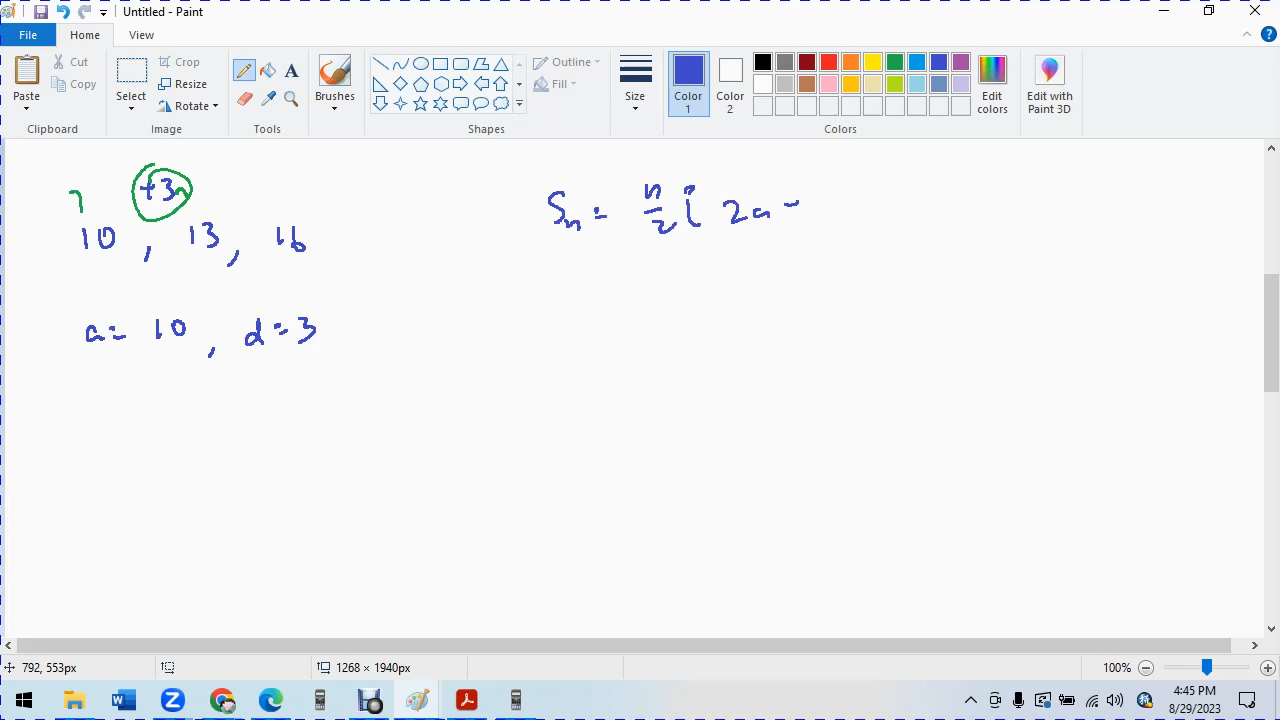 Untitled - Paint
File Home View
Paste Cut Copy Clipboard
Select Crop Resize Rotate Image
Tools
Brushes
Outline Fill Shapes
Size
Color 1 Color 2 Edit colors Colors
Edit with Paint 3D
7 +3n
10 , 13 , 16
Sn = n/2 [ 2a -
a = 10 , d = 3
792, 553px 1268 × 1940px 100%
4:45 PM
8/29/2023